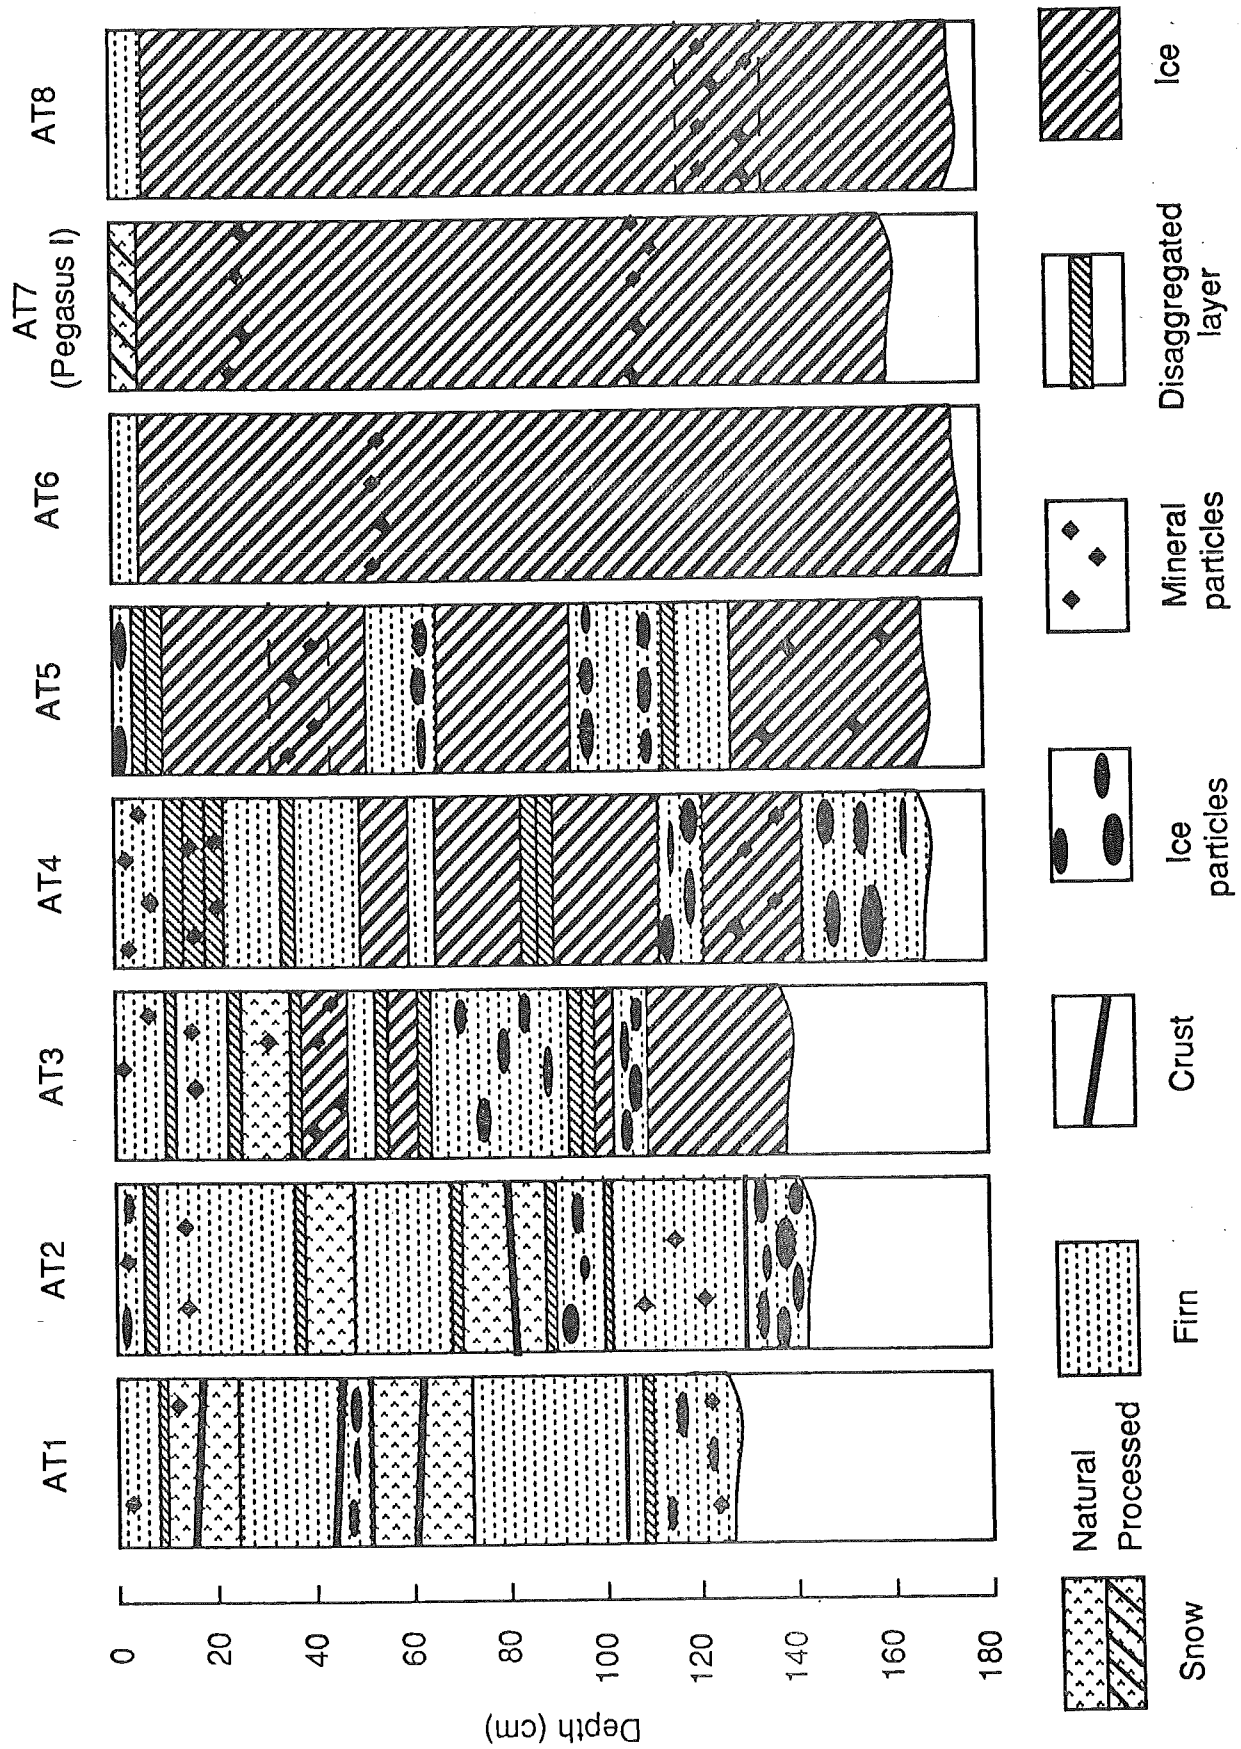 AT1
AT2
AT3
AT4
AT5
AT6
AT7
(Pegasus I)
AT8
Depth (cm)
0
20
40
60
80
100
120
140
160
180
Snow
Natural
Processed
Firn
Crust
Ice
particles
Mineral
particles
Disaggregated
layer
Ice